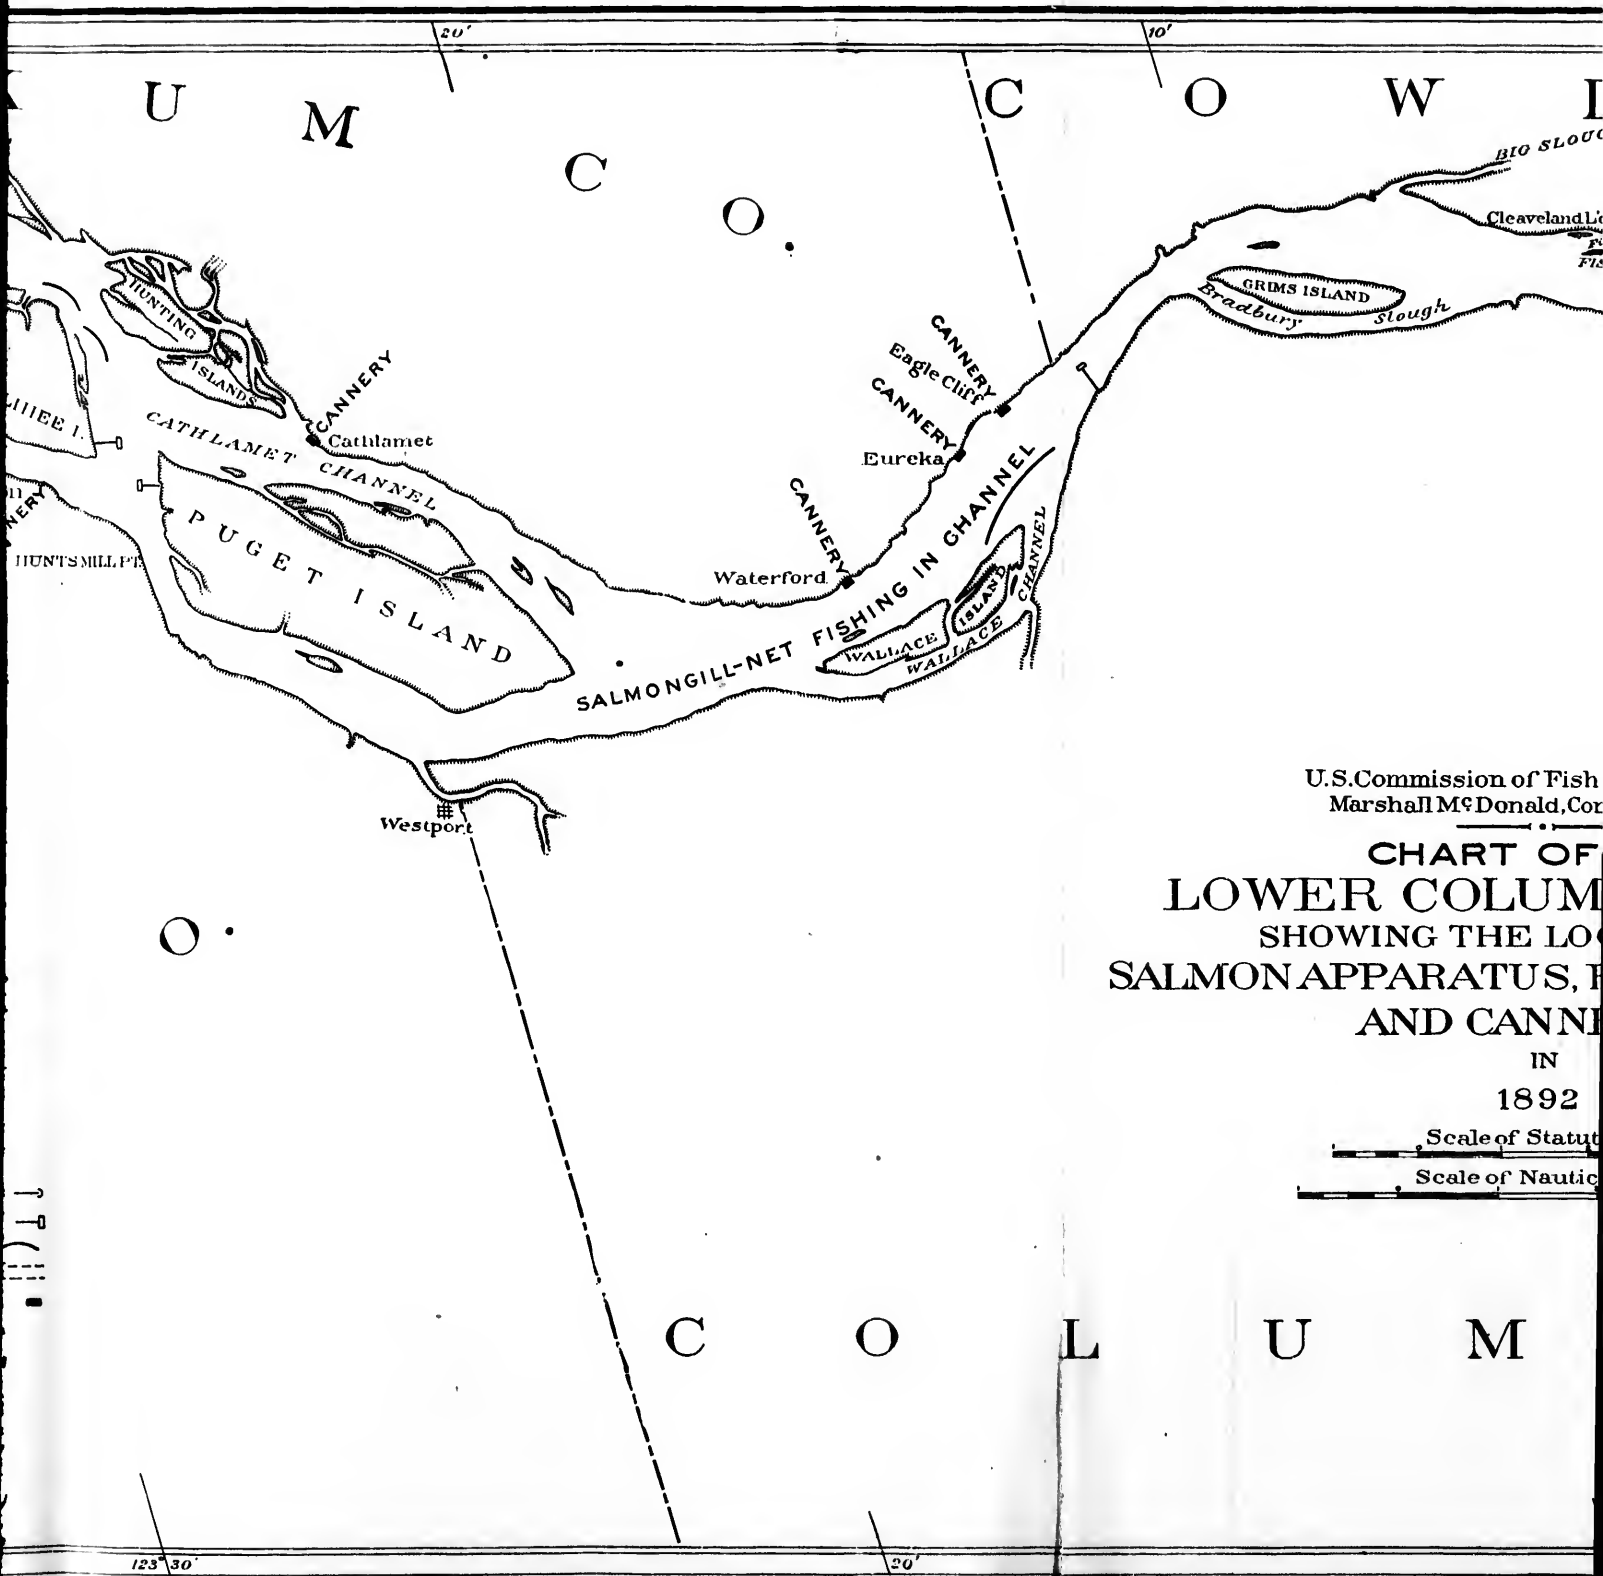 20'
10'
U M
C O.
C O W
BIG SLOUG
Cleaveland
HUNTING
ISLANDS
GRIMS ISLAND
Bradbury Slough
CANNERY
Eagle Cliff
CANNERY
Eureka
CANNERY
Cathlamet
CATHLAMET CHANNEL
CANNERY
Waterford
HUNTS MILL PT.
PUGET ISLAND
SALMON GILL-NET FISHING IN CHANNEL
WALLACE ISLAND
WALLACE CHANNEL
Westport
U.S. Commission of Fish
Marshall McDonald, Co
CHART OF
LOWER COLUM
SHOWING THE LO
SALMON APPARATUS,
AND CANN
IN
1892
Scale of Statut
Scale of Nautic
O.
C O L U M
123° 30'
20'